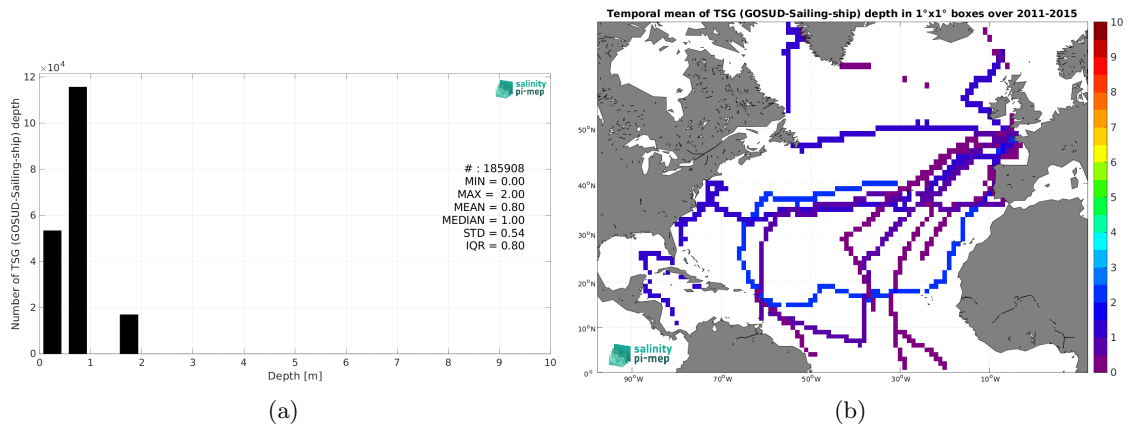 Number of TSG (GOSUD-Sailing-ship) depth
×10⁴
12
10
8
6
4
2
0
0 1 2 3 4 5 6 7 8 9 10
Depth [m]
salinity
pi-mep
# : 185908
MIN = 0.00
MAX = 2.00
MEAN = 0.80
MEDIAN = 1.00
STD = 0.54
IQR = 0.80
(a)
Temporal mean of TSG (GOSUD-Sailing-ship) depth in 1°x1° boxes over 2011-2015
50°N
40°N
30°N
20°N
10°N
0°
90°W 70°W 50°W 30°W 10°W
salinity
pi-mep
10
9
8
7
6
5
4
3
2
1
0
(b)